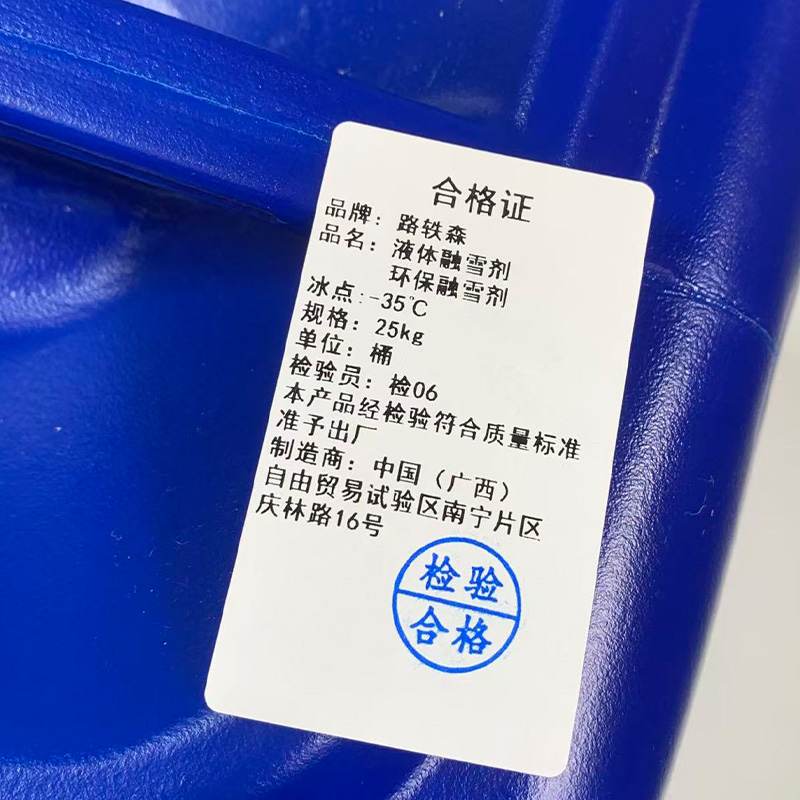 合格证
品牌：路铁森
品名：液体融雪剂
环保融雪剂
冰点:-35℃
规格：25kg
单位：桶
检验员：检06
本产品经检验符合质量标准
准予出厂
制造商：中国（广西）
自由贸易试验区南宁片区
庆林路16号
检验
合格